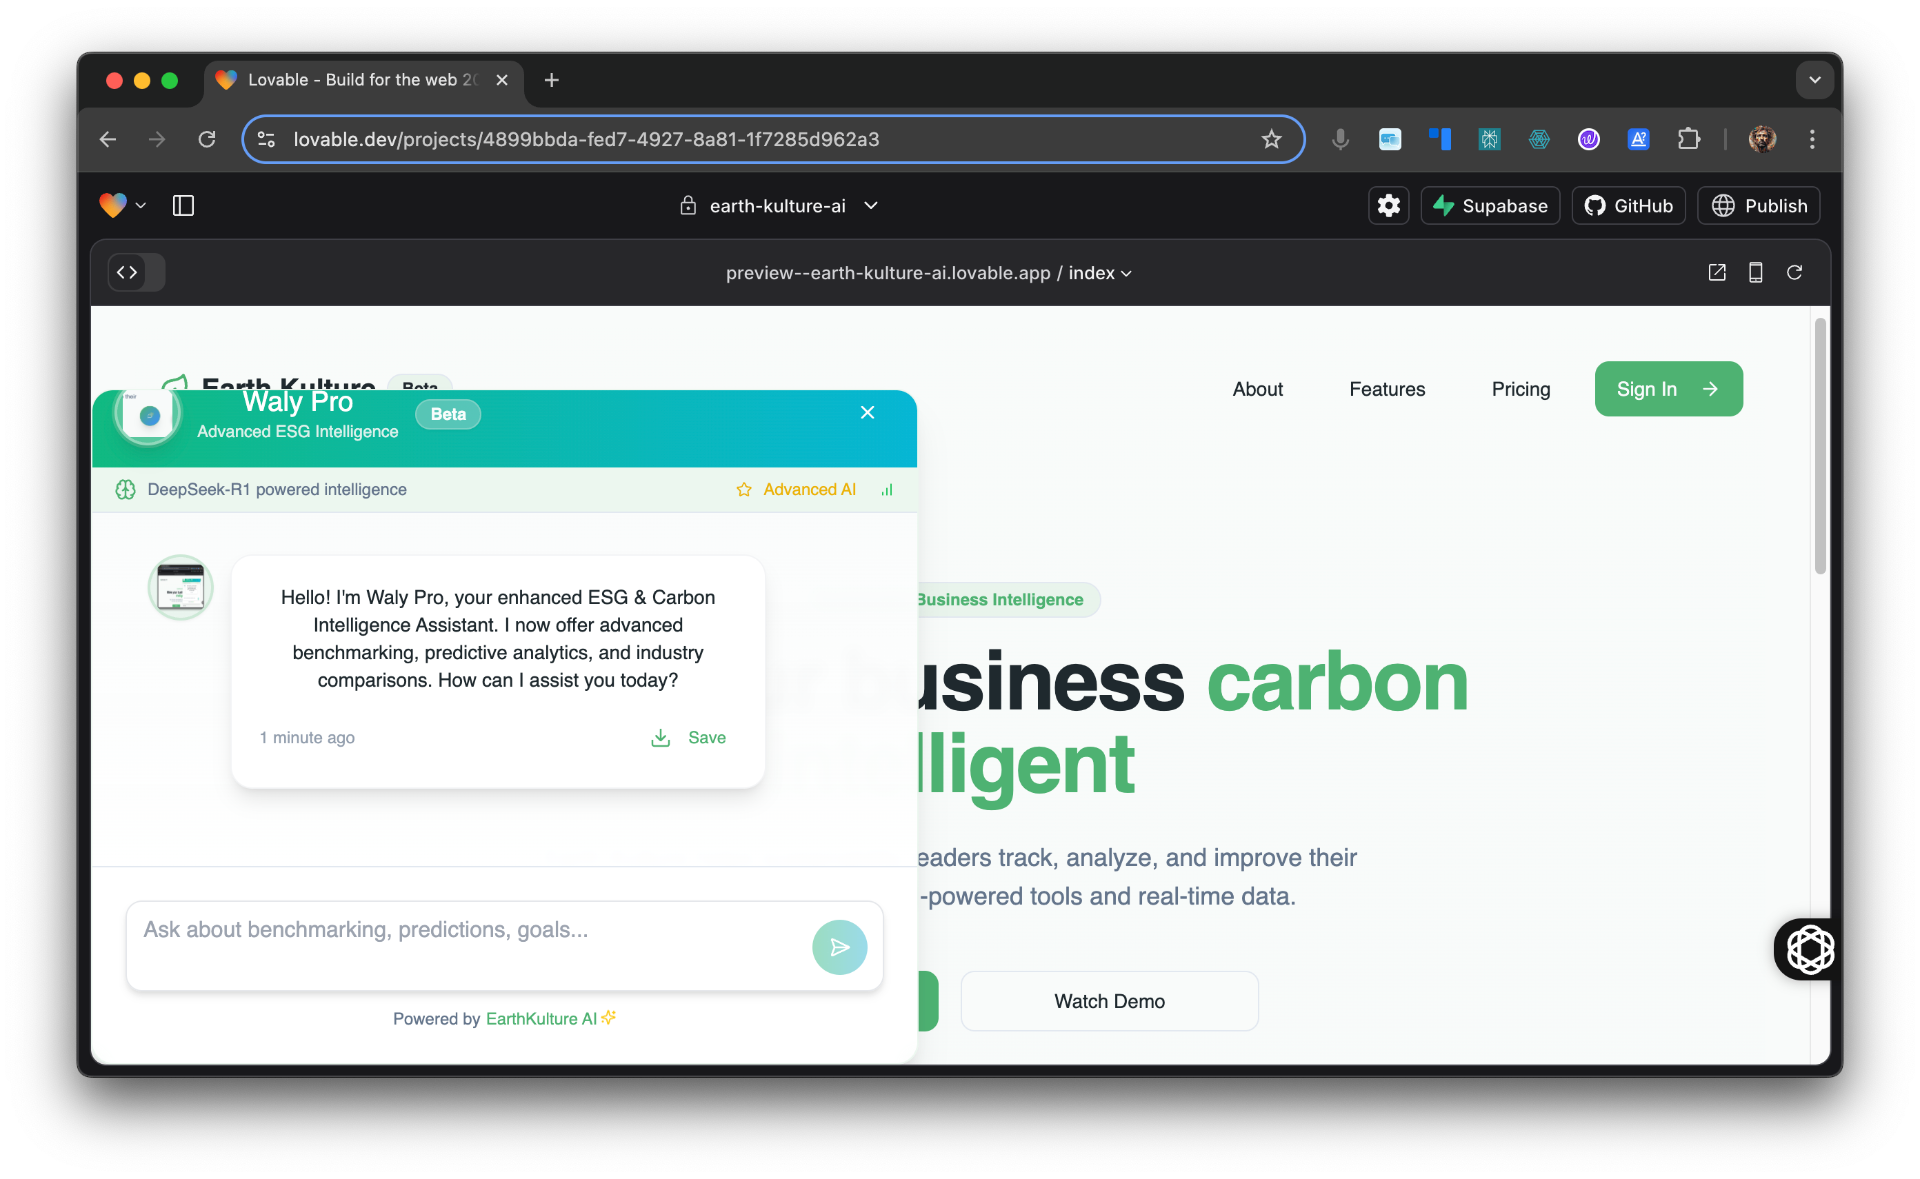 Lovable - Build for the web 20
lovable.dev/projects/4899bbda-fed7-4927-8a81-1f7285d962a3
earth-kulture-ai
Supabase
GitHub
Publish
preview--earth-kulture-ai.lovable.app / index
Earth Kulture Beta
About
Features
Pricing
Sign In
Waly Pro
Advanced ESG Intelligence
Beta
DeepSeek-R1 powered intelligence
Advanced AI
Hello! I'm Waly Pro, your enhanced ESG & Carbon
Intelligence Assistant. I now offer advanced
benchmarking, predictive analytics, and industry
comparisons. How can I assist you today?
1 minute ago
Save
Ask about benchmarking, predictions, goals...
Powered by EarthKulture AI
Business Intelligence
usiness carbon
lligent
eaders track, analyze, and improve their
-powered tools and real-time data.
Watch Demo